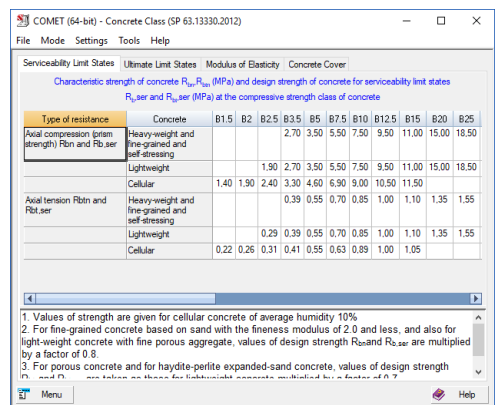 COMET (64-bit) - Concrete Class (SP 63.13330.2012)
File Mode Settings Tools Help
Serviceability Limit States Ultimate Limit States Modulus of Elasticity Concrete Cover
Characteristic strength of concrete Rbn,Rbn (MPa) and design strength of concrete for serviceability limit states
Rb,ser and Rb,ser (MPa) at the compressive strength class of concrete
Type of resistance Concrete B1.5 B2 B2.5 B3.5 B5 B7.5 B10 B12.5 B15 B20 B25
Axial compression (prism strength) Rbn and Rb,ser Heavy-weight and fine-grained and self-stressing 2,70 3,50 5,50 7,50 9,50 11,00 15,00 18,50
Lightweight 1,90 2,70 3,50 5,50 7,50 9,50 11,00 15,00 18,50
Cellular 1,40 1,90 2,40 3,30 4,60 6,90 9,00 10,50 11,50
Axial tension Rbtn and Rbt,ser Heavy-weight and fine-grained and self-stressing 0,39 0,55 0,70 0,85 1,00 1,10 1,35 1,55
Lightweight 0,29 0,39 0,55 0,70 0,85 1,00 1,10 1,35 1,55
Cellular 0,22 0,26 0,31 0,41 0,55 0,63 0,89 1,00 1,05
1. Values of strength are given for cellular concrete of average humidity 10%
2. For fine-grained concrete based on sand with the fineness modulus of 2.0 and less, and also for
light-weight concrete with fine porous aggregate, values of design strength Rbn and Rb,ser are multiplied
by a factor of 0.8.
3. For porous concrete and for haydite-perlite expanded-sand concrete, values of design strength
Menu Help